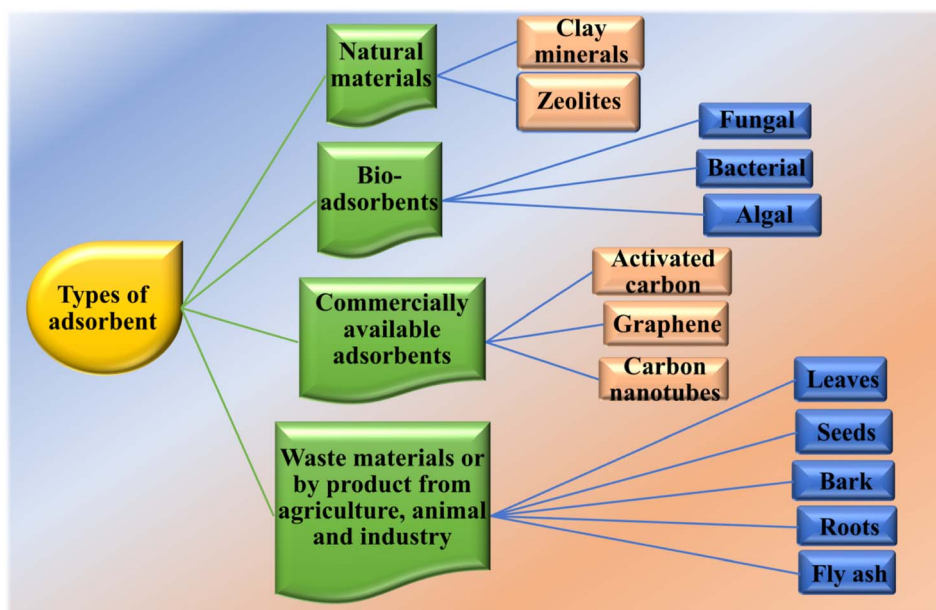 Types of
adsorbent
Natural
materials
Clay
minerals
Zeolites
Bio-
adsorbents
Fungal
Bacterial
Algal
Commercially
available
adsorbents
Activated
carbon
Graphene
Carbon
nanotubes
Waste materials or
by product from
agriculture, animal
and industry
Leaves
Seeds
Bark
Roots
Fly ash